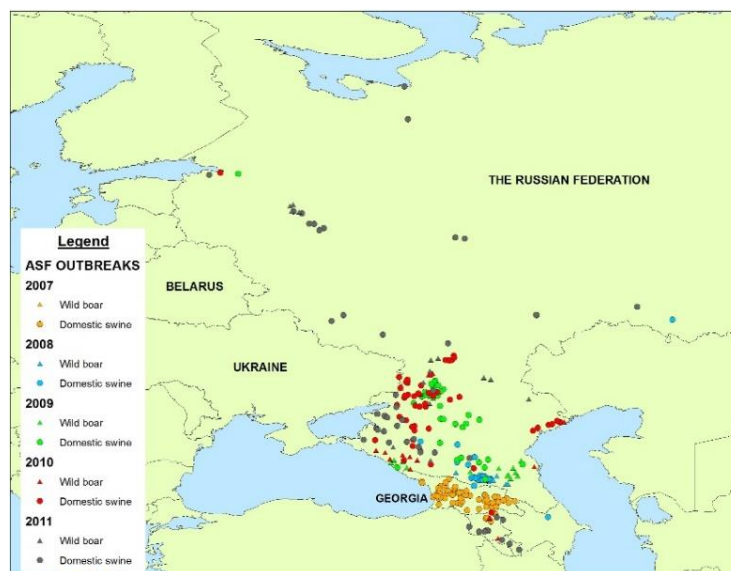 THE RUSSIAN FEDERATION
Legend
ASF OUTBREAKS
2007
Wild boar
Domestic swine
2008
Wild boar
Domestic swine
2009
Wild boar
Domestic swine
2010
Wild boar
Domestic swine
2011
Wild boar
Domestic swine
BELARUS
UKRAINE
GEORGIA